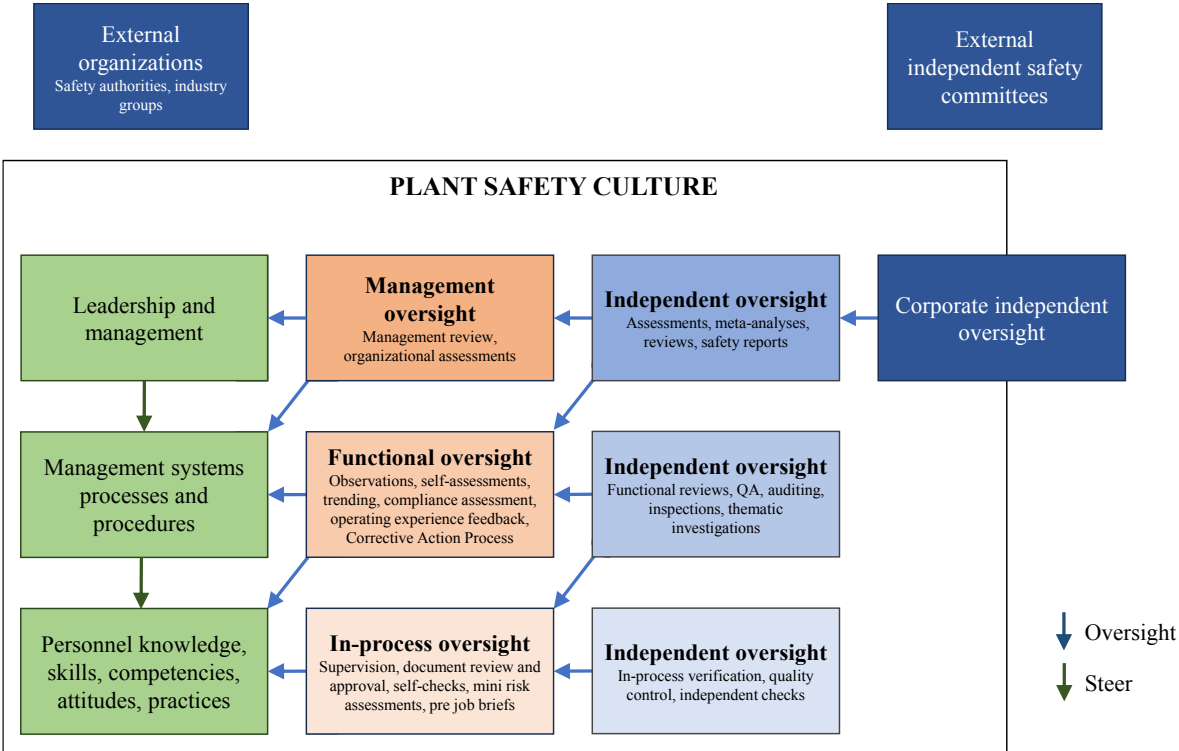 External
organizations
Safety authorities, industry
groups
External
independent safety
committees
PLANT SAFETY CULTURE
Leadership and
management
Management
oversight
Management review,
organizational assessments
Independent oversight
Assessments, meta-analyses,
reviews, safety reports
Corporate independent
oversight
Management systems
processes and
procedures
Functional oversight
Observations, self-assessments,
trending, compliance assessment,
operating experience feedback,
Corrective Action Process
Independent oversight
Functional reviews, QA, auditing,
inspections, thematic
investigations
Personnel knowledge,
skills, competencies,
attitudes, practices
In-process oversight
Supervision, document review and
approval, self-checks, mini risk
assessments, pre job briefs
Independent oversight
In-process verification, quality
control, independent checks
Oversight
Steer